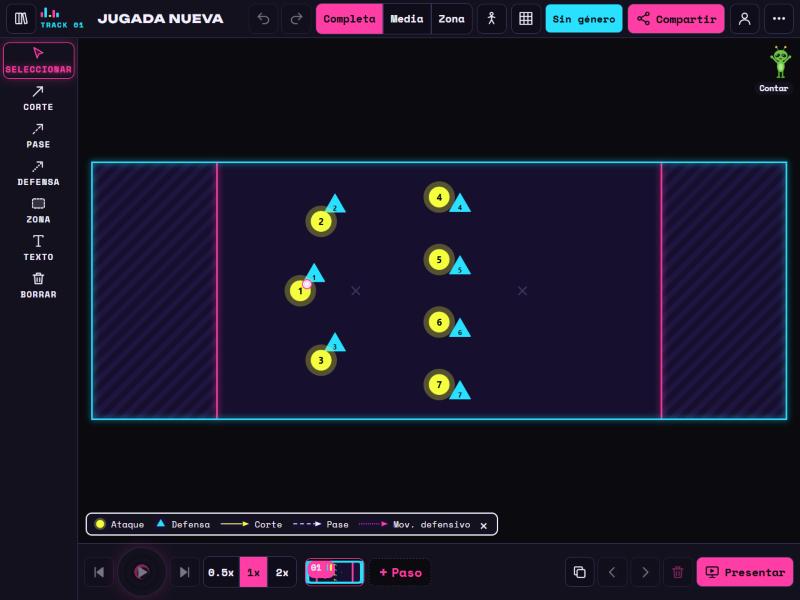 TRACK 01
JUGADA NUEVA
Completa
Media
Zona
Sin género
Compartir
SELECCIONAR
CORTE
PASE
DEFENSA
ZONA
TEXTO
BORRAR
Contar
2
2
4
4
1
1
5
5
3
3
6
6
7
7
Ataque
Defensa
Corte
Pase
Mov. defensivo
×
0.5x
1x
2x
01
+ Paso
Presentar